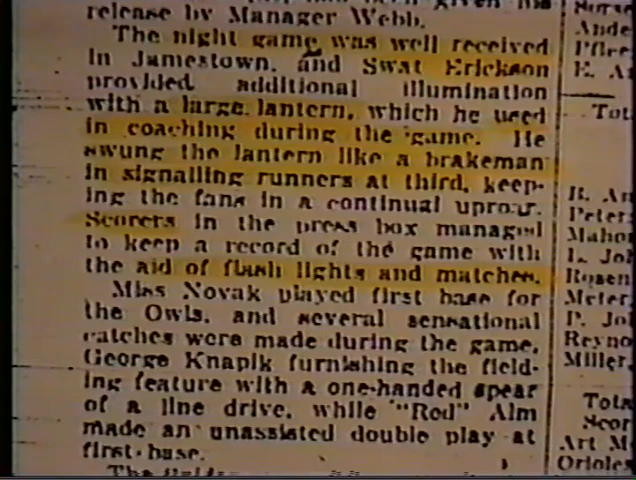 release by Manager Webb.
The night game was well received
in Jamestown, and Swat Erickson
provided additional illumination
with a large lantern, which he used
in coaching during the game. He
swung the lantern like a brakeman
in signalling runners at third, keep-
ing the fans in a continual uproar.
Scorers in the press box managed
to keep a record of the game with
the aid of flash lights and matches.
Miss Novak played first base for
the Owls, and several sensational
catches were made during the game,
George Knapik furnishing the field-
ing feature with a one-handed spear
of a line drive, while "Red" Alm
made an unassisted double play at
first base.
Ande
E. A
Tot
R. An
Peter
Maho
L. Jo
Rosen
Meter
P. Jo
Reyno
Miller,
Tota
Scor
Art M
Orioles